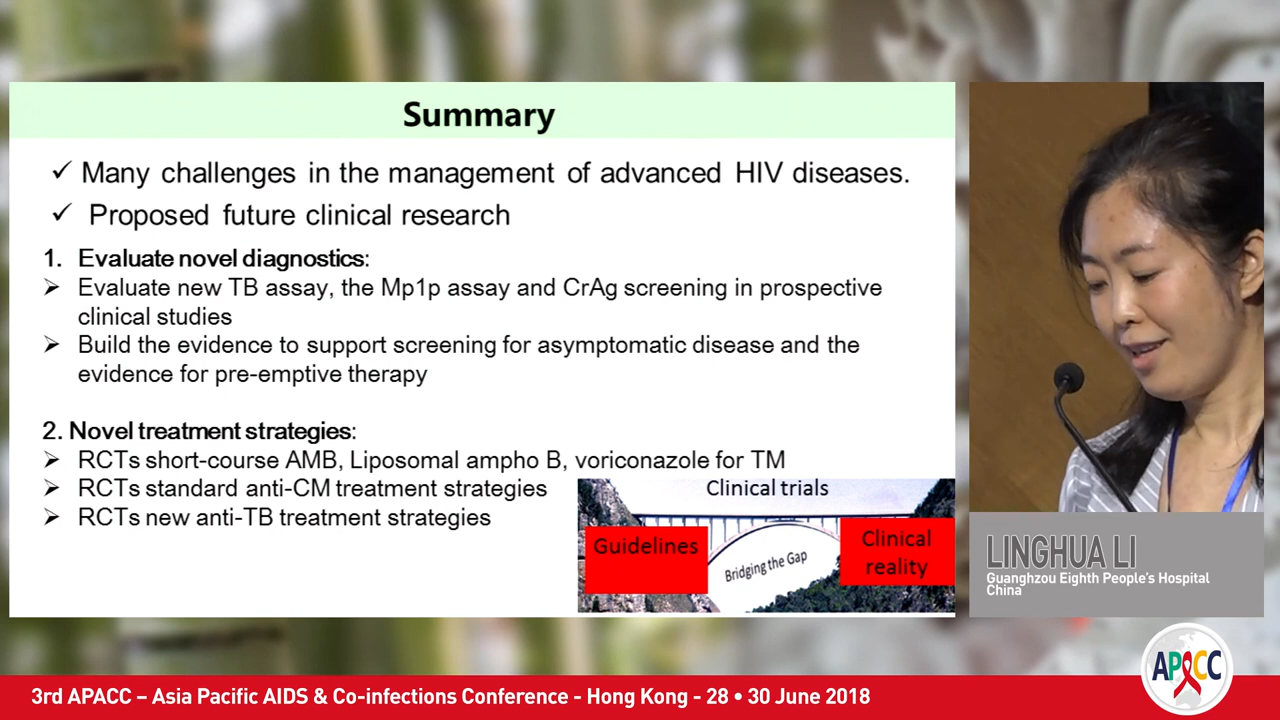 Summary
✓ Many challenges in the management of advanced HIV diseases.
✓ Proposed future clinical research
1. Evaluate novel diagnostics:
➢ Evaluate new TB assay, the Mp1p assay and CrAg screening in prospective
clinical studies
➢ Build the evidence to support screening for asymptomatic disease and the
evidence for pre-emptive therapy
2. Novel treatment strategies:
➢ RCTs short-course AMB, Liposomal ampho B, voriconazole for TM
➢ RCTs standard anti-CM treatment strategies
➢ RCTs new anti-TB treatment strategies
Clinical trials
Guidelines
Bridging the Gap
Clinical
reality
LINGHUA LI
Guanghzou Eighth People's Hospital
China
3rd APACC – Asia Pacific AIDS & Co-infections Conference - Hong Kong - 28 • 30 June 2018
APACC